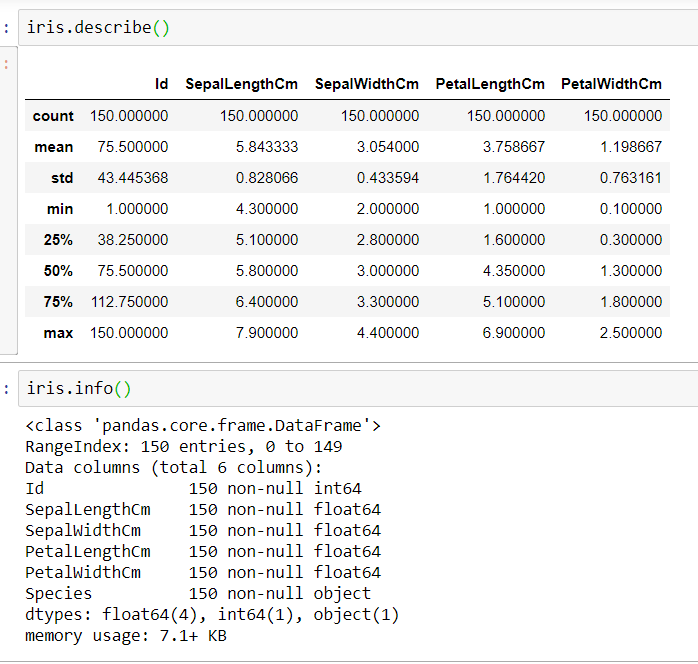 : iris.describe()
:
Id SepalLengthCm SepalWidthCm PetalLengthCm PetalWidthCm
count 150.000000 150.000000 150.000000 150.000000 150.000000
mean 75.500000 5.843333 3.054000 3.758667 1.198667
std 43.445368 0.828066 0.433594 1.764420 0.763161
min 1.000000 4.300000 2.000000 1.000000 0.100000
25% 38.250000 5.100000 2.800000 1.600000 0.300000
50% 75.500000 5.800000 3.000000 4.350000 1.300000
75% 112.750000 6.400000 3.300000 5.100000 1.800000
max 150.000000 7.900000 4.400000 6.900000 2.500000
: iris.info()
<class 'pandas.core.frame.DataFrame'>
RangeIndex: 150 entries, 0 to 149
Data columns (total 6 columns):
Id 150 non-null int64
SepalLengthCm 150 non-null float64
SepalWidthCm 150 non-null float64
PetalLengthCm 150 non-null float64
PetalWidthCm 150 non-null float64
Species 150 non-null object
dtypes: float64(4), int64(1), object(1)
memory usage: 7.1+ KB